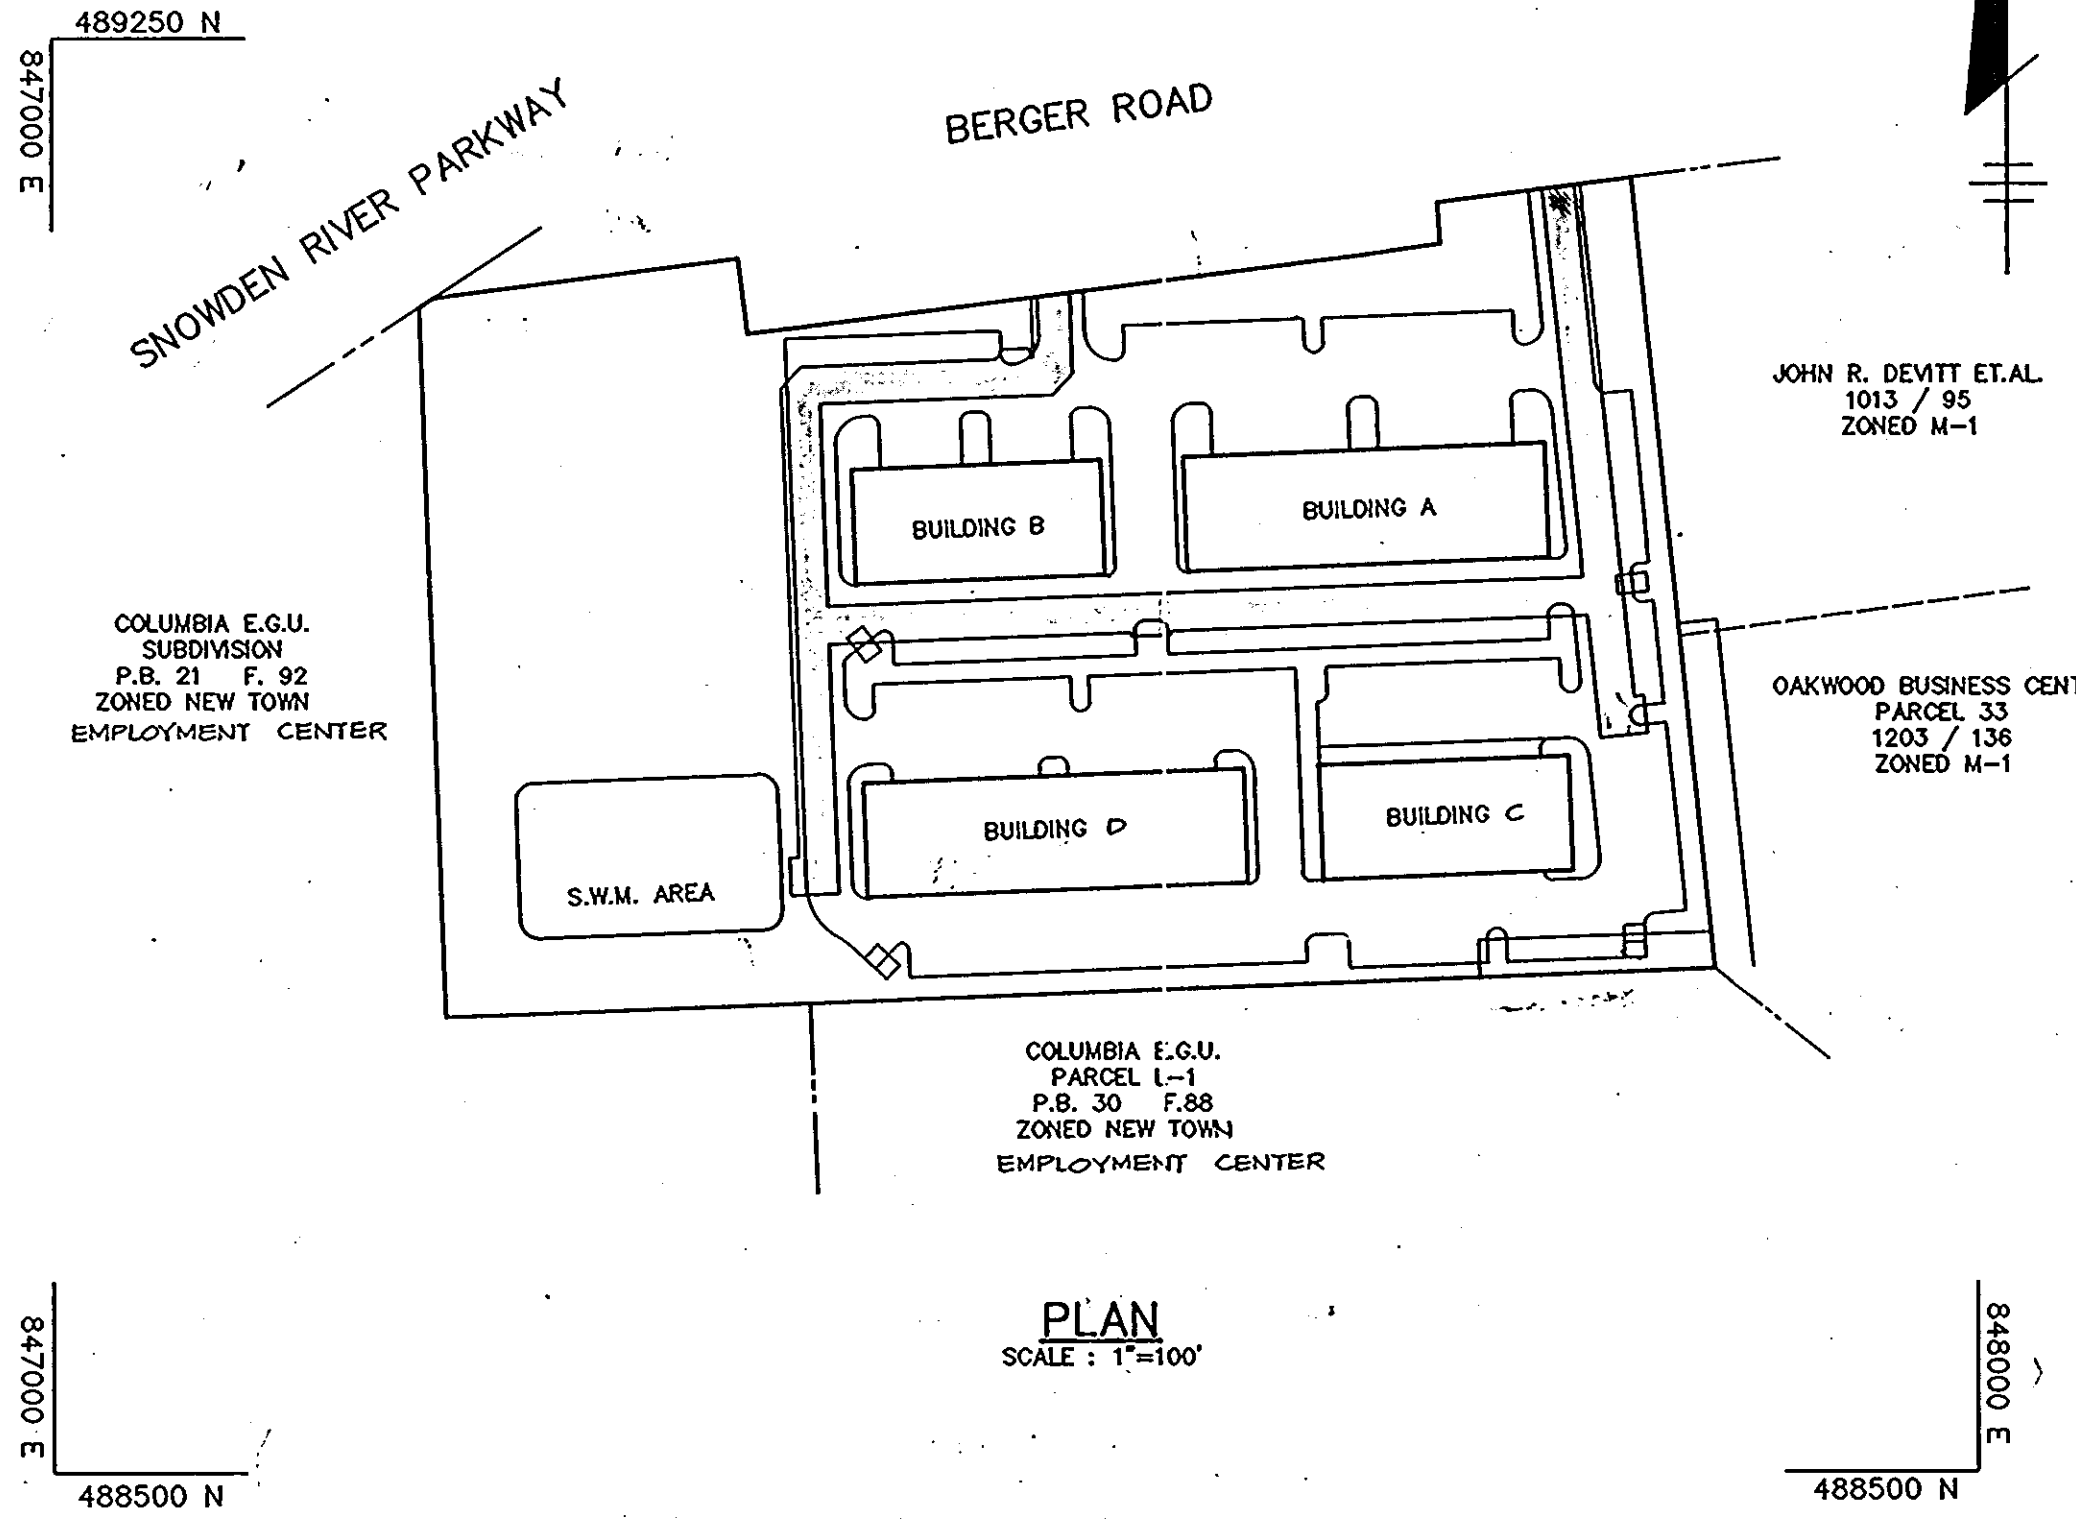 489250 N
847000 E
SNOWDEN RIVER PARKWAY
BERGER ROAD
JOHN R. DEVITT ET.AL.
1013 / 95
ZONED M-1
BUILDING B
BUILDING A
COLUMBIA E.G.U.
SUBDIVISION
P.B. 21 F. 92
ZONED NEW TOWN
EMPLOYMENT CENTER
OAKWOOD BUSINESS CENT
PARCEL 33
1203 / 136
ZONED M-1
BUILDING D
BUILDING C
S.W.M. AREA
COLUMBIA E.G.U.
PARCEL L-1
P.B. 30 F.88
ZONED NEW TOWN
EMPLOYMENT CENTER
PLAN
SCALE : 1"=100'
847000 E
488500 N
848000 E
488500 N